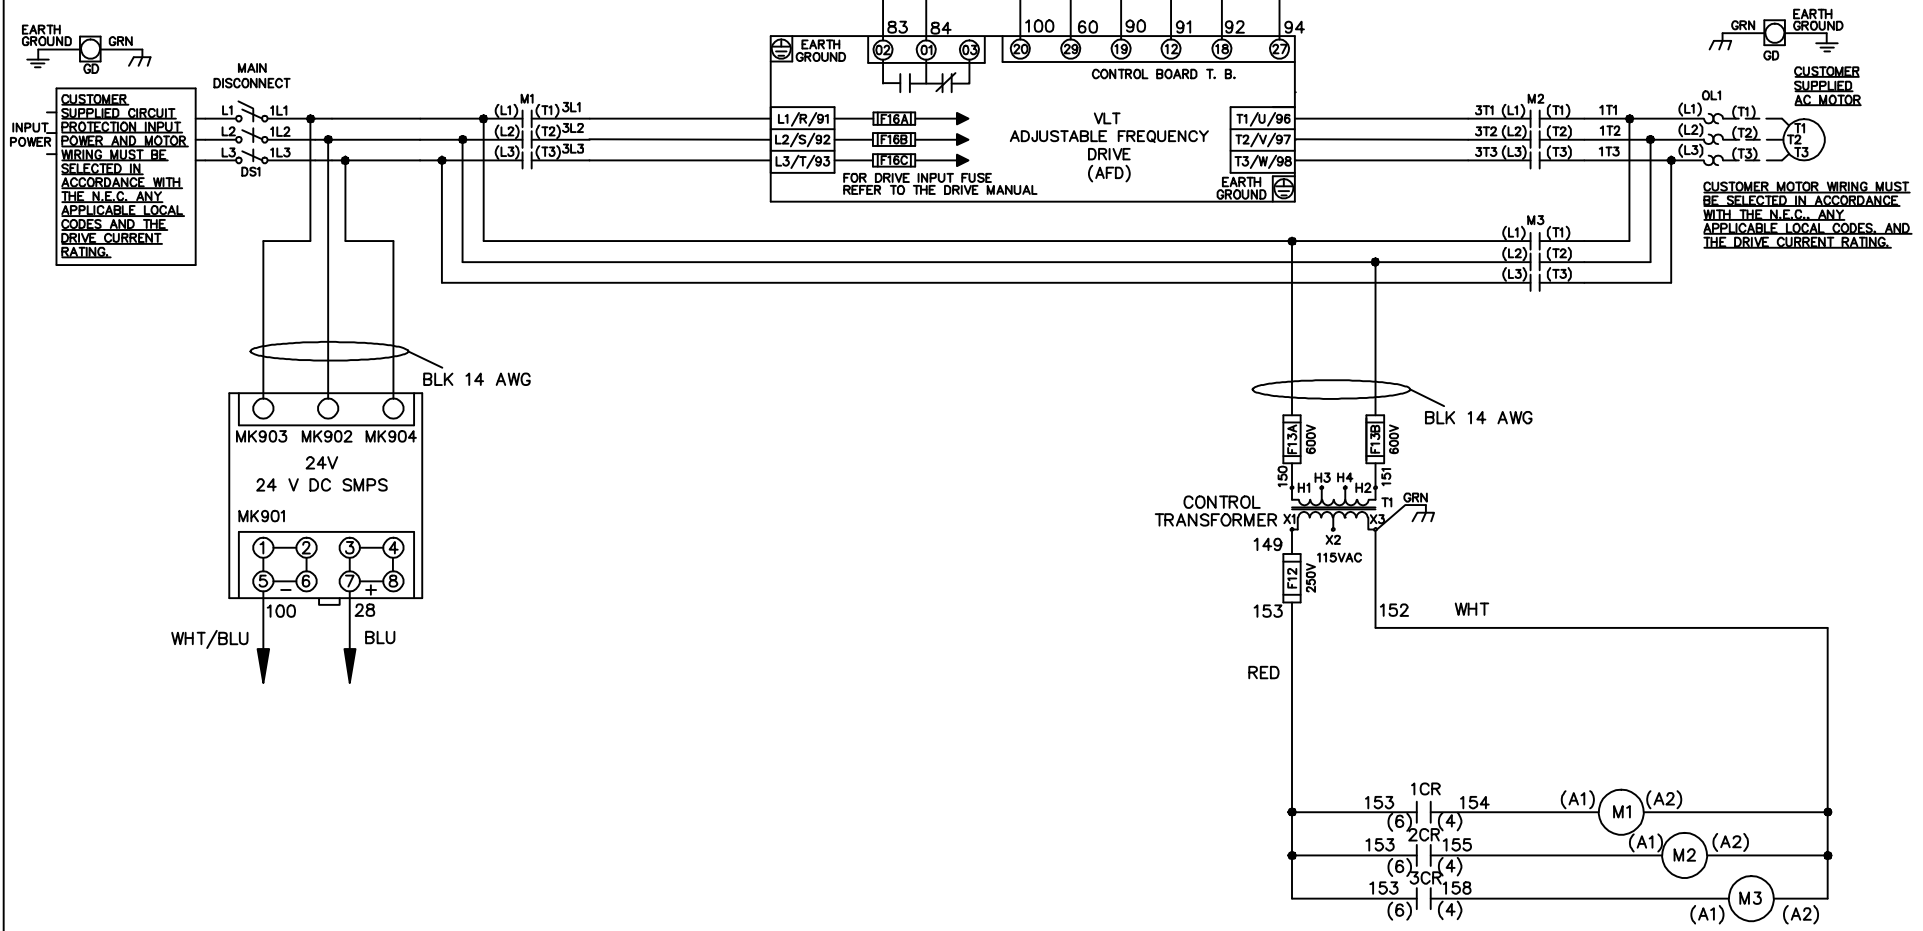 83 84 100 60 90 91 92 94
EARTH
GROUND
GRN
GD
EARTH
GROUND
02 01 03
20 29 19 12 18 27
CONTROL BOARD T. B.
GRN
EARTH
GROUND
GD
CUSTOMER
SUPPLIED
AC MOTOR
INPUT
POWER
CUSTOMER
SUPPLIED CIRCUIT
PROTECTION INPUT
POWER AND MOTOR
WIRING MUST BE
SELECTED IN
ACCORDANCE WITH
THE N.E.C. ANY
APPLICABLE LOCAL
CODES AND THE
DRIVE CURRENT
RATING.
MAIN
DISCONNECT
L1 1L1
L2 1L2
L3 1L3
DS1
M1
(L1) (T1) 3L1
(L2) (T2) 3L2
(L3) (T3) 3L3
L1/R/91
L2/S/92
L3/T/93
F16A
F16B
F16C
FOR DRIVE INPUT FUSE
REFER TO THE DRIVE MANUAL
VLT
ADJUSTABLE FREQUENCY
DRIVE
(AFD)
T1/U/96
T2/V/97
T3/W/98
EARTH
GROUND
M2
3T1 (L1) (T1) 1T1
3T2 (L2) (T2) 1T2
3T3 (L3) (T3) 1T3
OL1
(L1) (T1)
(L2) (T2)
(L3) (T3)
T1
T2
T3
CUSTOMER MOTOR WIRING MUST
BE SELECTED IN ACCORDANCE
WITH THE N.E.C., ANY
APPLICABLE LOCAL CODES, AND
THE DRIVE CURRENT RATING.
M3
(L1) (T1)
(L2) (T2)
(L3) (T3)
BLK 14 AWG
MK903 MK902 MK904
24V
24 V DC SMPS
MK901
1 2 3 4
5 - 6 7 + 8
100 28
WHT/BLU BLU
BLK 14 AWG
F13A 600V
F13B 600V
150 151
H1 H3 H4 H2
CONTROL
TRANSFORMER
T1
GRN
X1 X3
X2
115VAC
149
F12 250V
153
152 WHT
RED
1CR
153 154 (A1) M1 (A2)
(6) (4)
2CR
153 155 (A1) M2 (A2)
(6) (4)
3CR
153 158 M3
(6) (4) (A1) (A2)